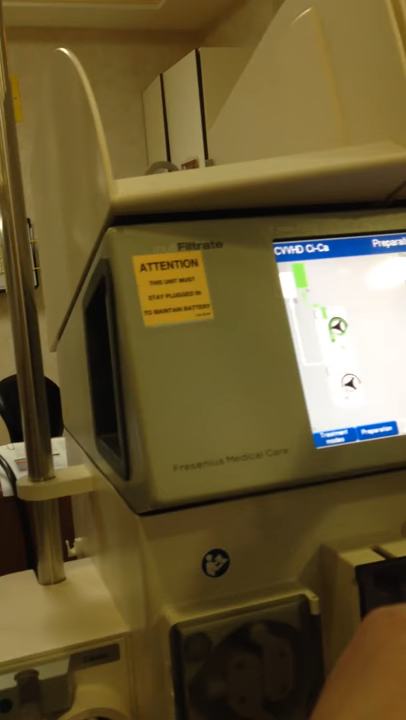 Filtrate
ATTENTION
THIS UNIT MUST
STAY PLUGGED IN
TO MAINTAIN BATTERY
CVVHD Ci-Ca
Preparati
Treatment
modes
Preparation
Fresenius Medical Care